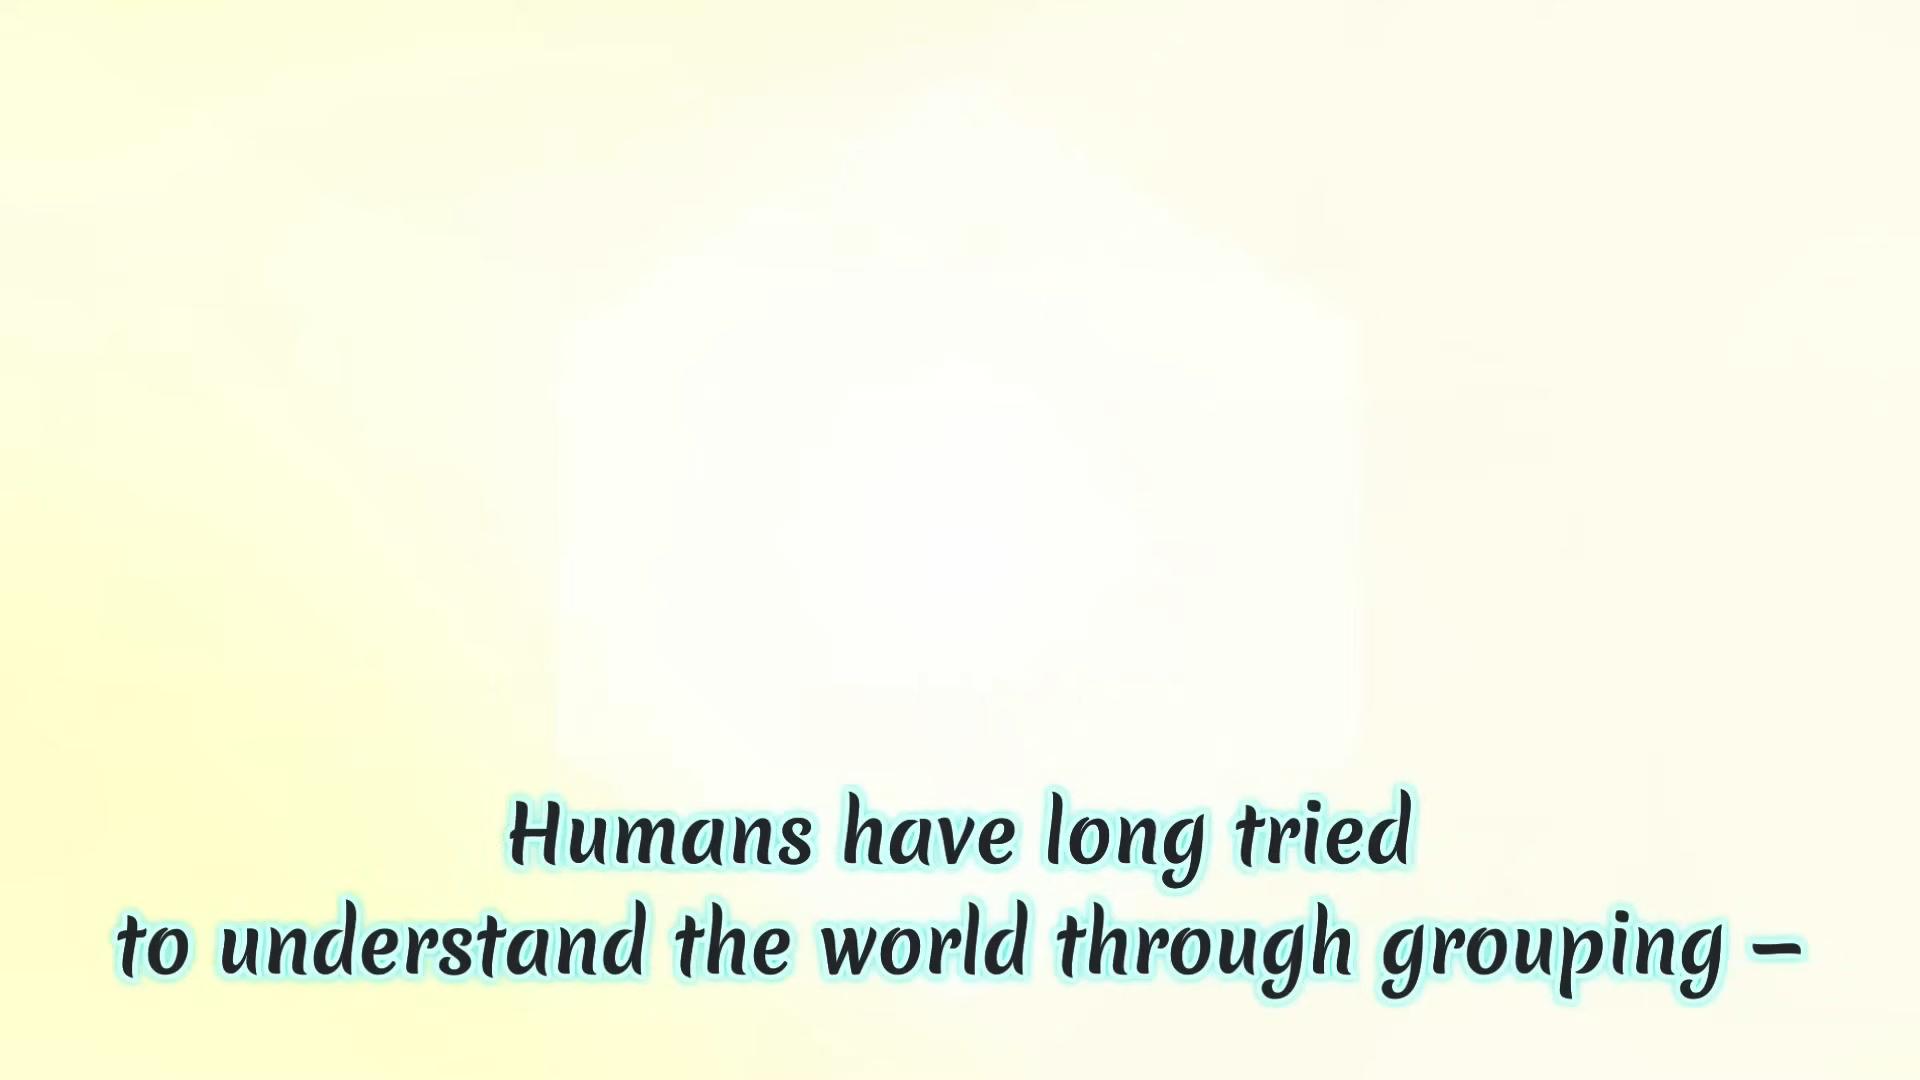 Humans have long tried
to understand the world through grouping —